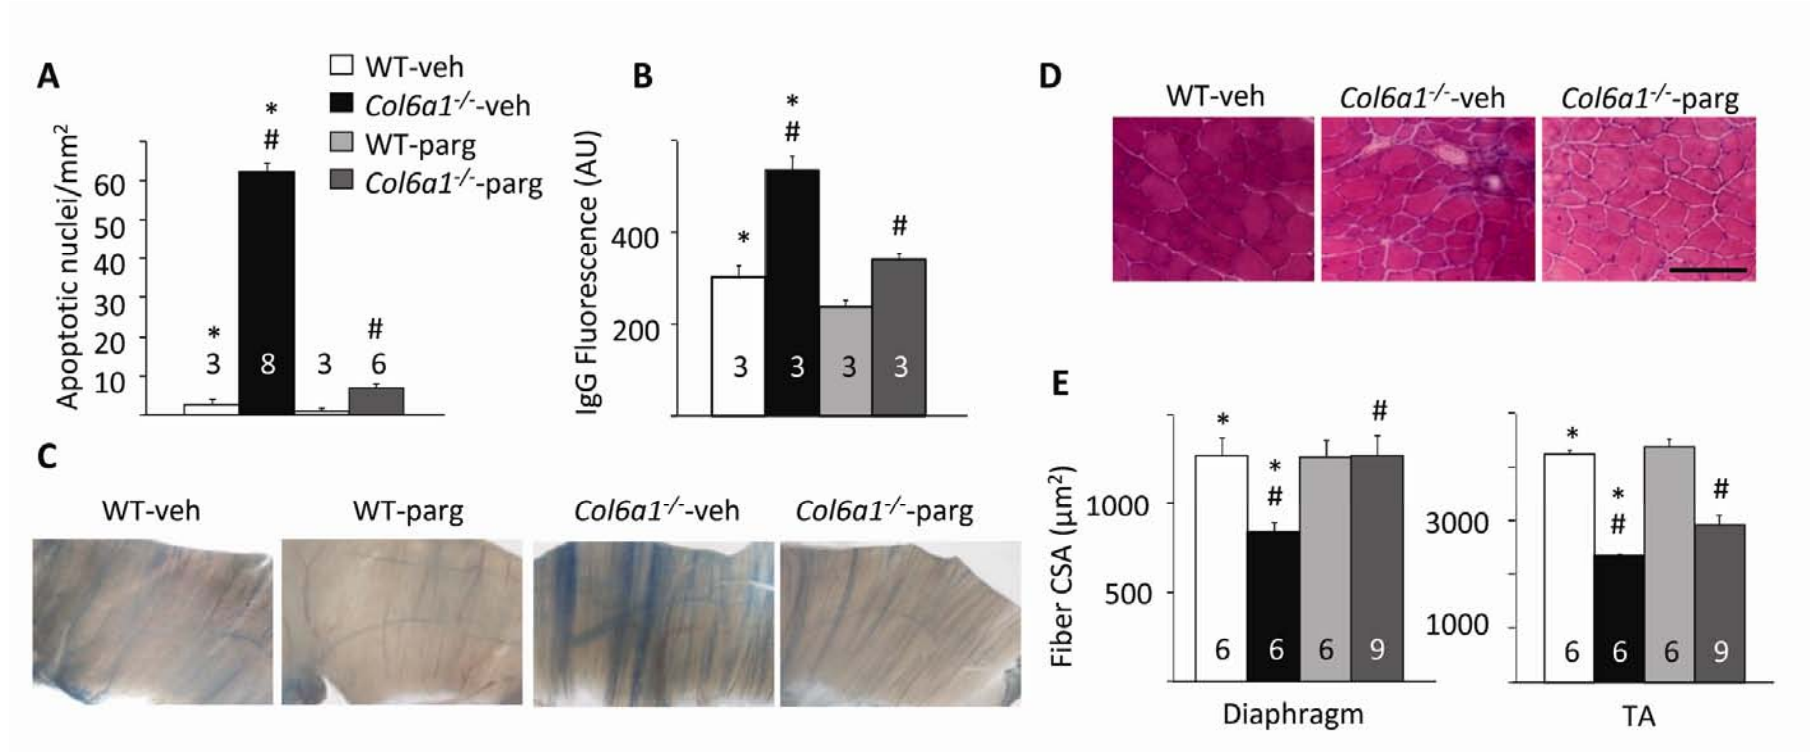 A
WT-veh
Col6a1-/--veh
WT-parg
Col6a1-/--parg
Apoptotic nuclei/mm2
60
50
40
30
20
10
*
3
*
#
8
3
#
6
B
IgG Fluorescence (AU)
400
200
*
3
*
#
3
3
#
3
C
WT-veh
WT-parg
Col6a1-/--veh
Col6a1-/--parg
D
WT-veh
Col6a1-/--veh
Col6a1-/--parg
E
Fiber CSA (µm2)
1000
500
*
6
*
#
6
6
#
9
Diaphragm
3000
1000
*
6
*
#
6
6
#
9
TA